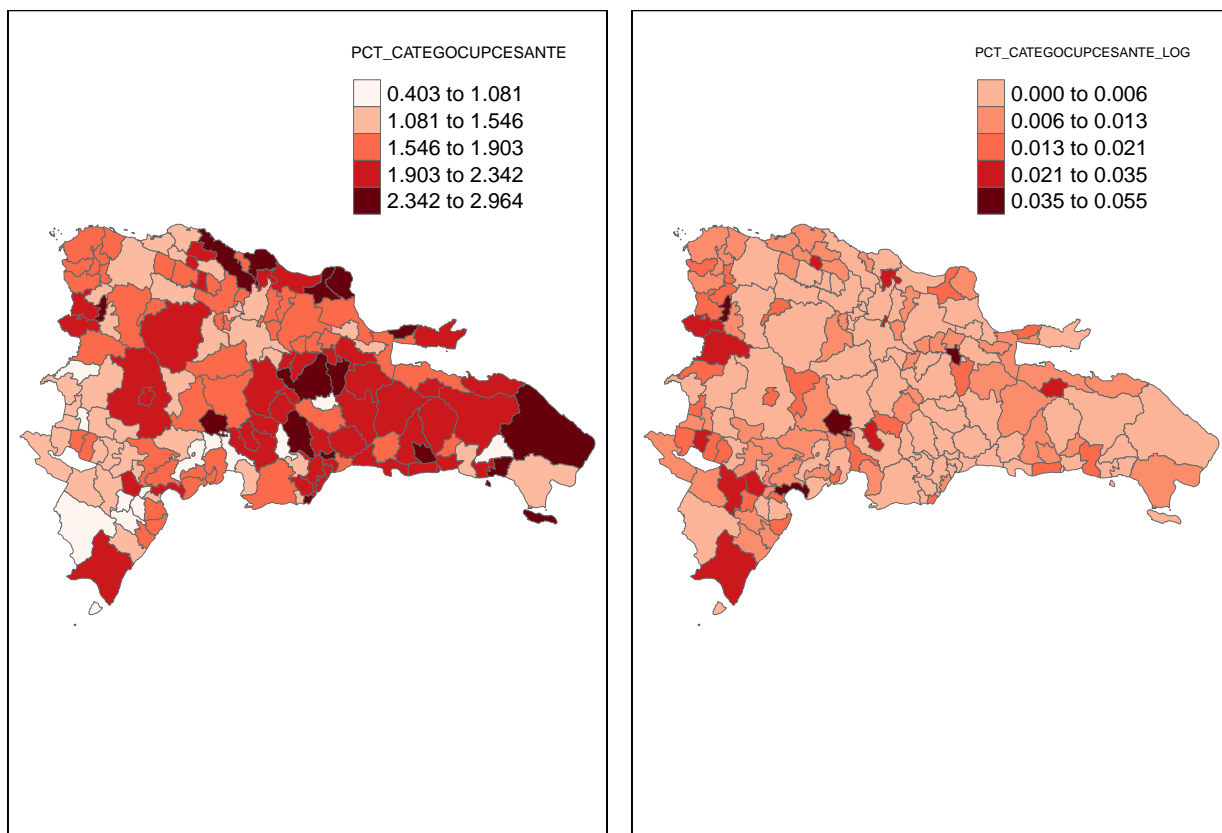 PCT_CATEGOCUPCESANTE
0.403 to 1.081
1.081 to 1.546
1.546 to 1.903
1.903 to 2.342
2.342 to 2.964
PCT_CATEGOCUPCESANTE_LOG
0.000 to 0.006
0.006 to 0.013
0.013 to 0.021
0.021 to 0.035
0.035 to 0.055